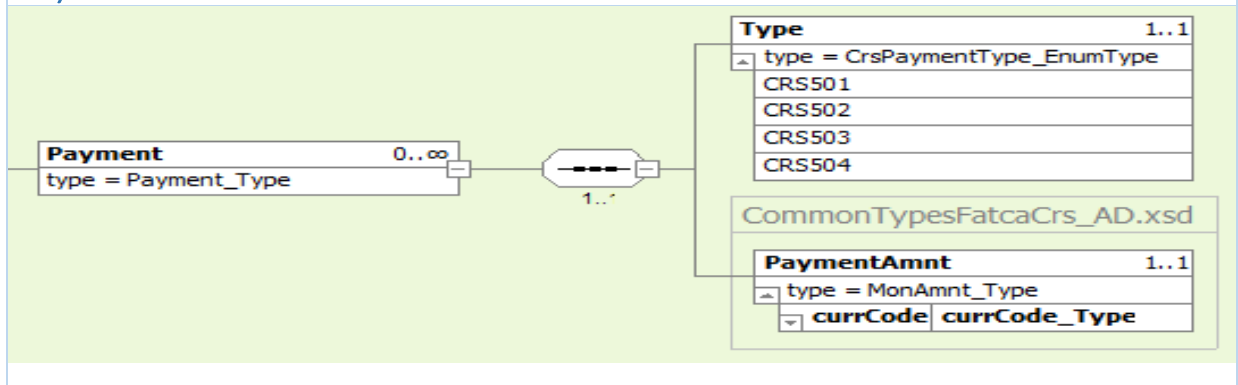 Payment 0..∞
type = Payment_Type
1..
Type 1..1
type = CrsPaymentType_EnumType
CRS501
CRS502
CRS503
CRS504
CommonTypesFatcaCrs_AD.xsd
PaymentAmnt 1..1
type = MonAmnt_Type
currCode currCode_Type